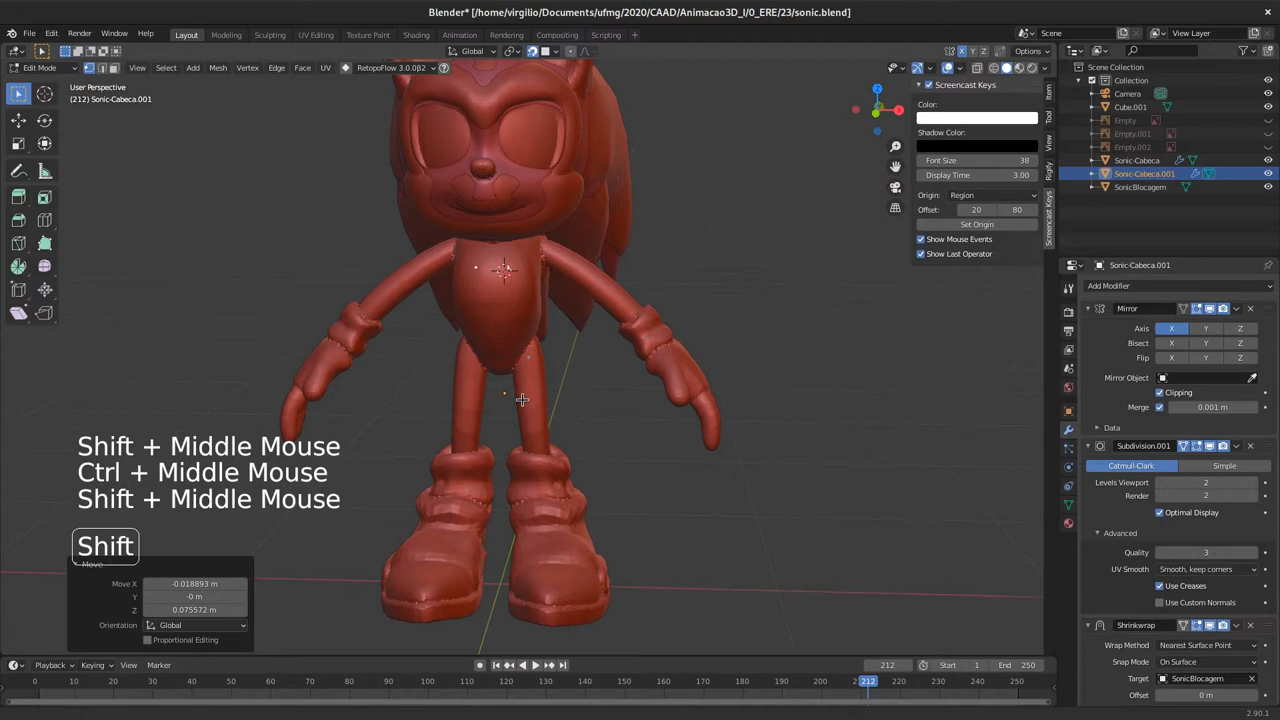 Blender* [/home/virgilio/Documents/ufmg/2020/CAAD/Animacao3D_I/0_ERE/23/sonic.blend]
File Edit Render Window Help Layout Modeling Sculpting UV Editing Texture Paint Shading Animation Rendering Compositing Scripting + Scene View Layer
Global X Y Z Options
Edit Mode View Select Add Mesh Vertex Edge Face UV RetopoFlow 3.0.0β2
User Perspective
(212) Sonic-Cabeca.001
Screencast Keys
Color:
Shadow Color:
Font Size 38
Display Time 3.00
Origin: Region
Offset: 20 80
Set Origin
Show Mouse Events
Show Last Operator
Item
Tool
View
Rigify
Screencast Keys
Z
X
Scene Collection
Collection
Camera
Cube.001
Empty
Empty.001
Empty.002
Sonic-Cabeca
Sonic-Cabeca.001
SonicBlocagem
Sonic-Cabeca.001
Add Modifier
Mirror
Axis X Y Z
Bisect X Y Z
Flip X Y Z
Mirror Object
Clipping
Merge 0.001 m
Data
Subdivision.001
Catmull-Clark Simple
Levels Viewport 2
Render 2
Optimal Display
Advanced
Quality 3
UV Smooth Smooth, keep corners
Use Creases
Use Custom Normals
Shrinkwrap
Wrap Method Nearest Surface Point
Snap Mode On Surface
Target SonicBlocagem
Offset 0 m
Shift + Middle Mouse
Ctrl + Middle Mouse
Shift + Middle Mouse
Shift
Move
Move X -0.018893 m
Y -0 m
Z 0.075572 m
Orientation Global
Proportional Editing
Playback Keying View Marker 212 Start 1 End 250
0 10 20 30 40 50 60 70 80 90 100 110 120 130 140 150 160 170 180 190 200 212 220 230 240 250
2.90.1